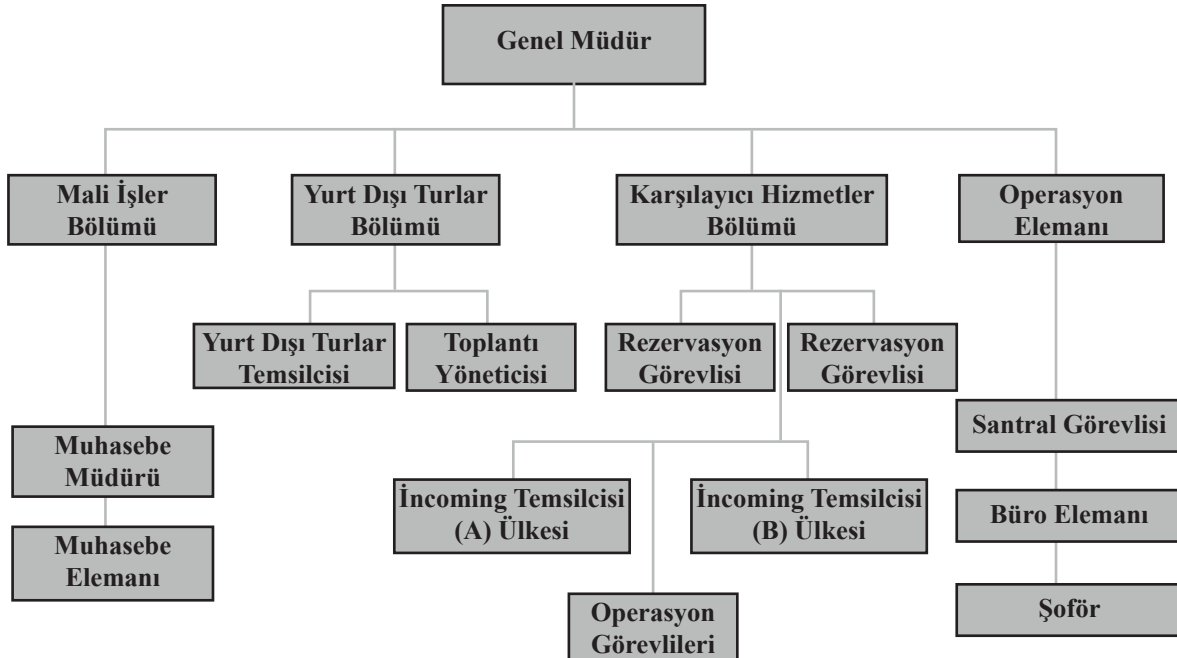 Genel Müdür
Mali İşler
Bölümü
Yurt Dışı Turlar
Bölümü
Karşılayıcı Hizmetler
Bölümü
Operasyon
Elemanı
Yurt Dışı Turlar
Temsilcisi
Toplantı
Yöneticisi
Rezervasyon
Görevlisi
Rezervasyon
Görevlisi
Santral Görevlisi
Muhasebe
Müdürü
İncoming Temsilcisi
(A) Ülkesi
İncoming Temsilcisi
(B) Ülkesi
Büro Elemanı
Muhasebe
Elemanı
Operasyon
Görevlileri
Şoför